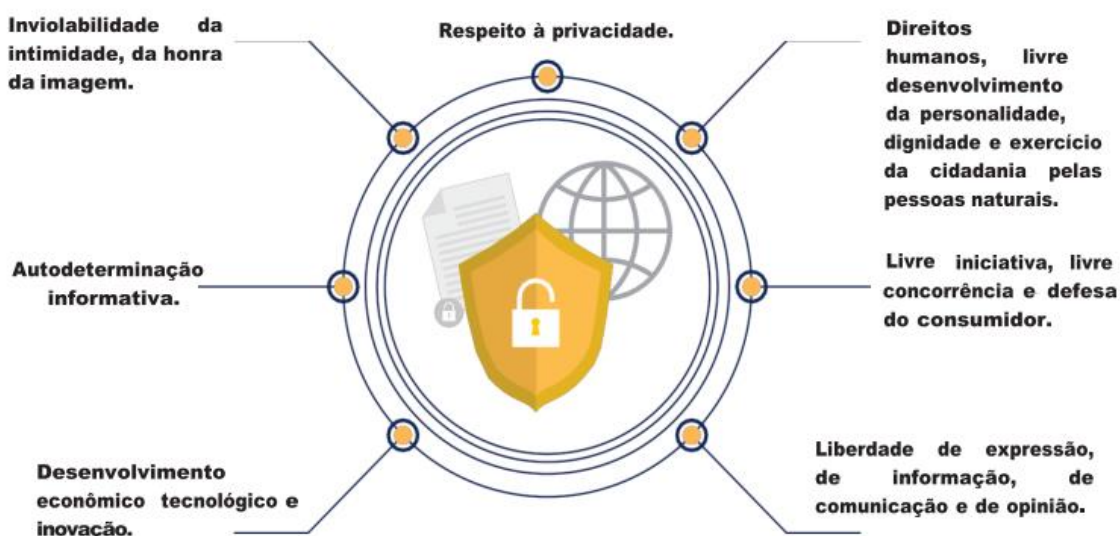 Inviolabilidade da
intimidade, da honra
da imagem.
Respeito à privacidade.
Direitos
humanos, livre
desenvolvimento
da personalidade,
dignidade e exercício
da cidadania pelas
pessoas naturais.
Autodeterminação
informativa.
Livre iniciativa, livre
concorrência e defesa
do consumidor.
Desenvolvimento
econômico tecnológico e
inovação.
Liberdade de expressão,
de informação, de
comunicação e de opinião.